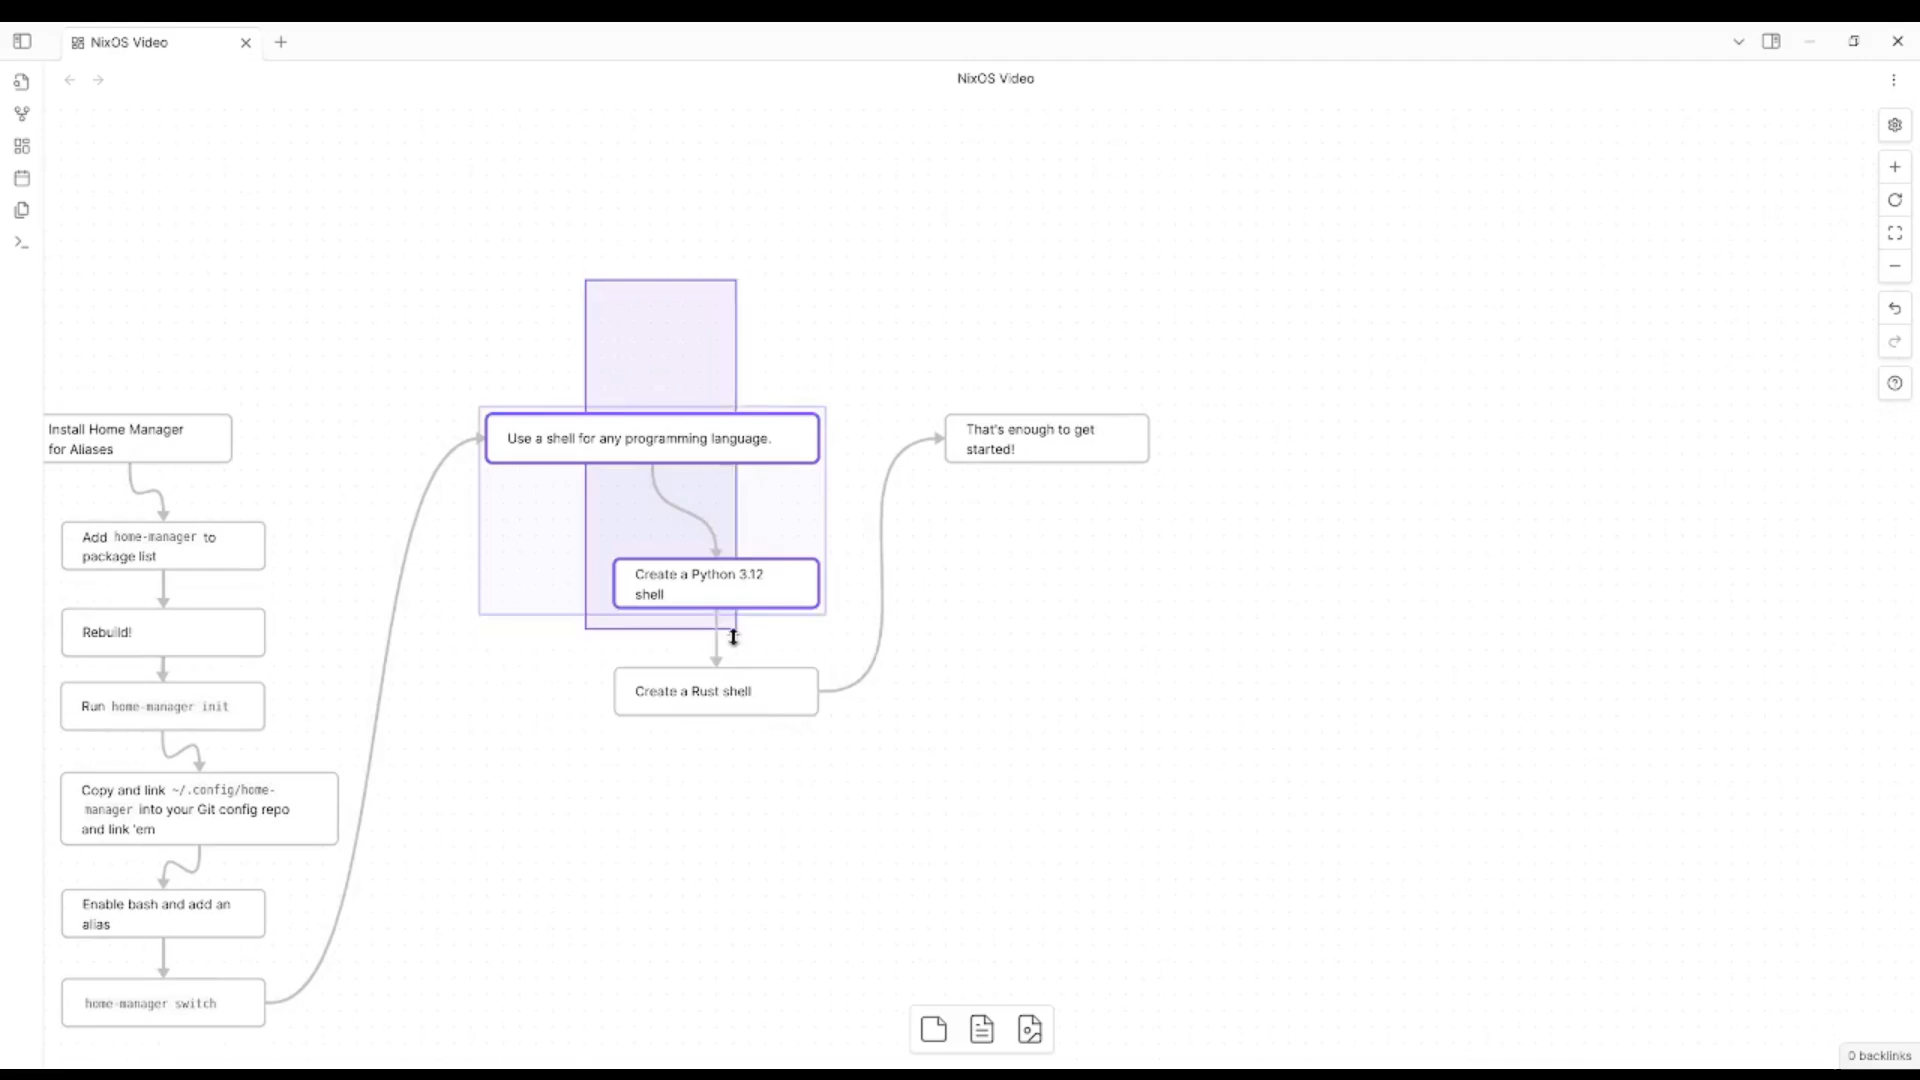 NixOS Video
NixOS Video
Install Home Manager
for Aliases
Add home-manager to
package list
Rebuild!
Run home-manager init
Copy and link ~/.config/home-
manager into your Git config repo
and link 'em
Enable bash and add an
alias
home-manager switch
Use a shell for any programming language.
Create a Python 3.12
shell
Create a Rust shell
That's enough to get
started!
0 backlinks